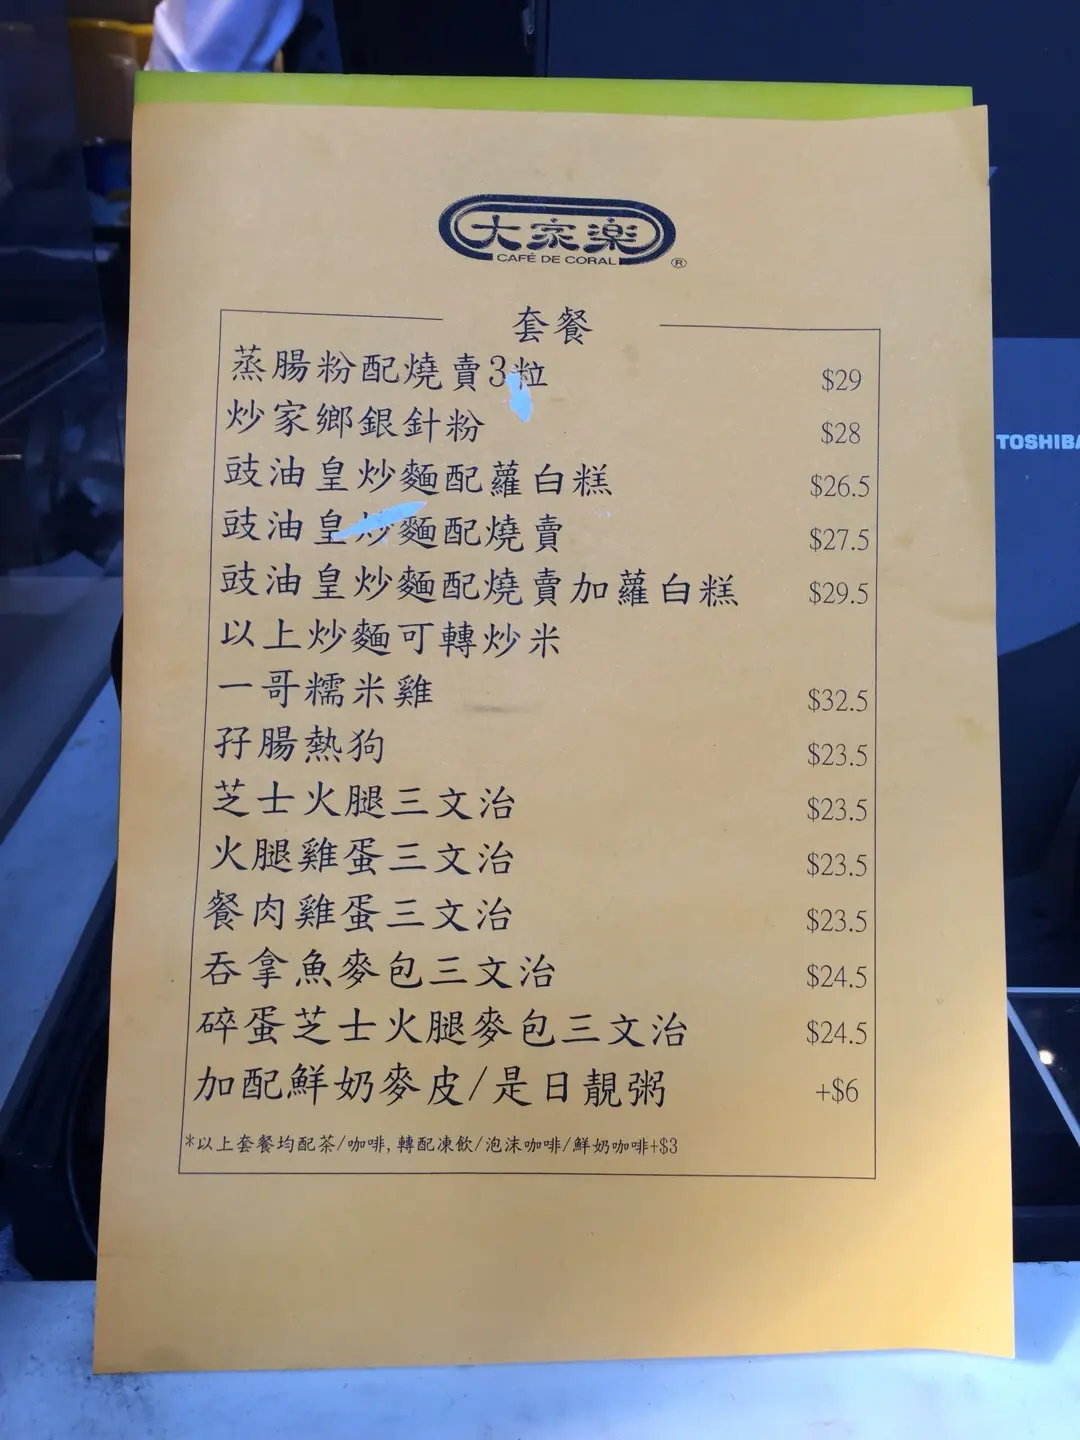 大家樂
CAFÉ DE CORAL
®
套餐
蒸腸粉配燒賣3粒 $29
炒家鄉銀針粉 $28
豉油皇炒麵配蘿白糕 $26.5
豉油皇炒麵配燒賣 $27.5
豉油皇炒麵配燒賣加蘿白糕 $29.5
以上炒麵可轉炒米
一哥糯米雞 $32.5
孖腸熱狗 $23.5
芝士火腿三文治 $23.5
火腿雞蛋三文治 $23.5
餐肉雞蛋三文治 $23.5
吞拿魚麥包三文治 $24.5
碎蛋芝士火腿麥包三文治 $24.5
加配鮮奶麥皮/是日靚粥 +$6
*以上套餐均配茶/咖啡,轉配凍飲/泡沫咖啡/鮮奶咖啡+$3
TOSHIBA